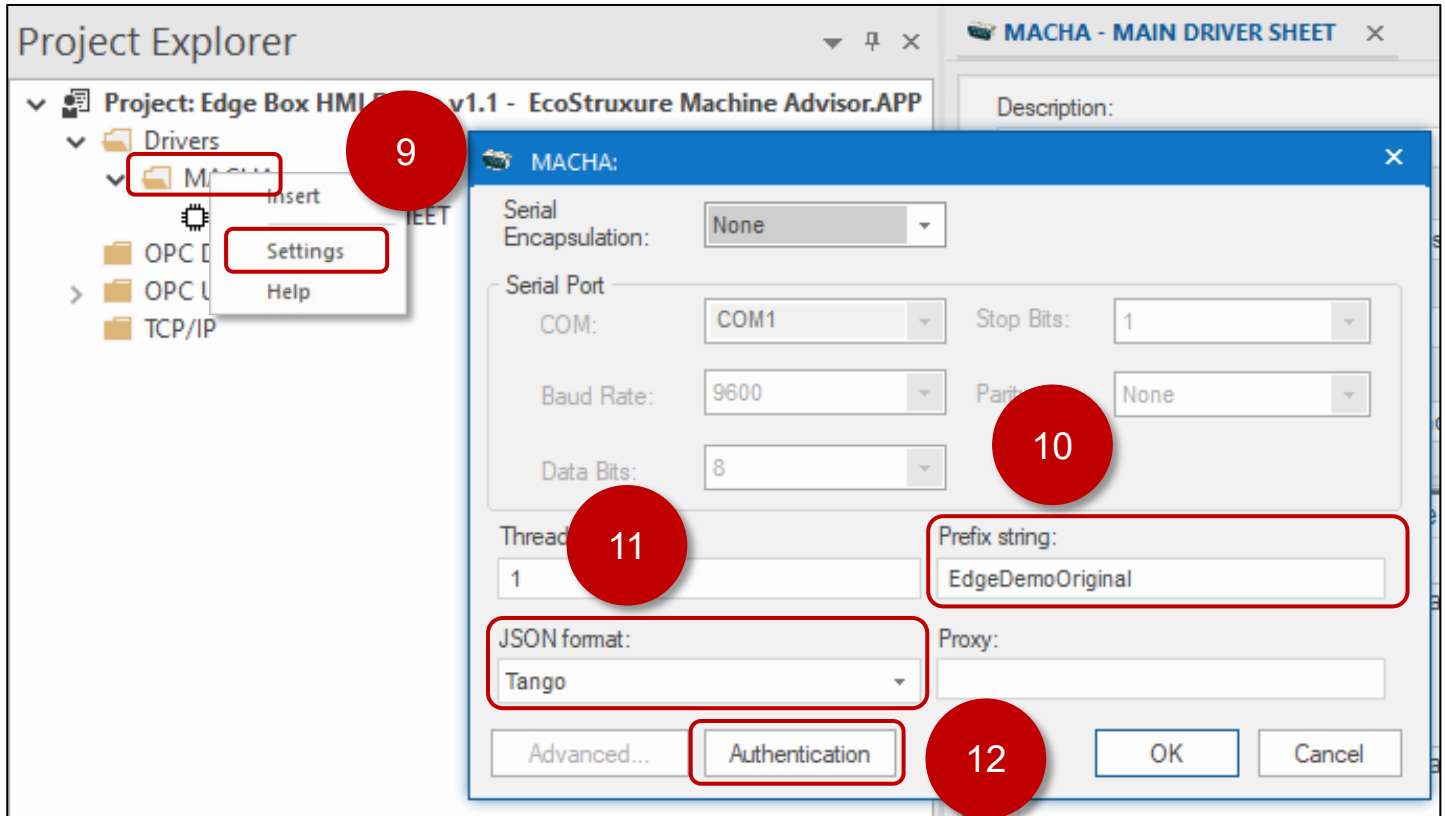 Project Explorer
MACHA - MAIN DRIVER SHEET
Project: Edge Box HMI v1.1 - EcoStruxure Machine Advisor.APP
Description:
Drivers
9
MACHA:
Insert
EET
Serial
Encapsulation:
None
OPC
Settings
Serial Port
OPC
Help
COM:
COM1
Stop Bits:
1
TCP/IP
Baud Rate:
9600
None
10
Data Bits:
8
Thread
11
Prefix string:
1
EdgeDemoOriginal
JSON format:
Proxy:
Tango
Advanced...
Authentication
12
OK
Cancel